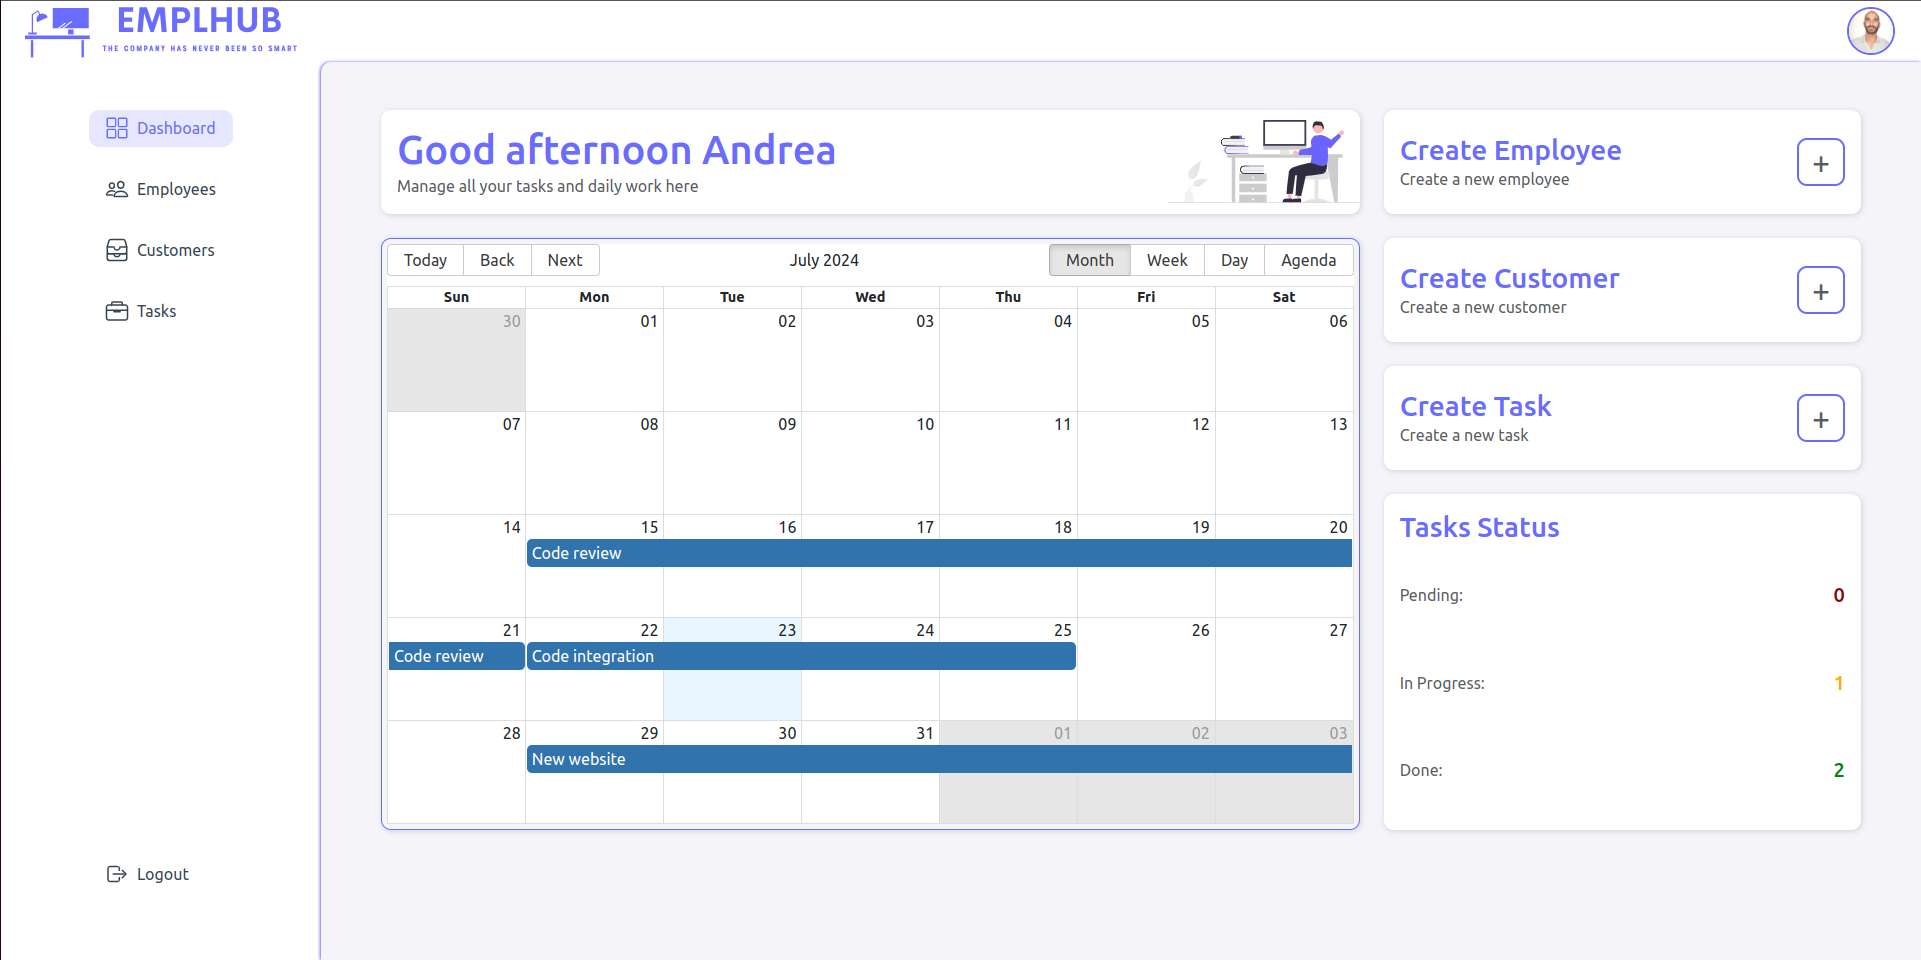 EMPLHUB
THE COMPANY HAS NEVER BEEN SO SMART
Dashboard
Employees
Customers
Tasks
Logout
Good afternoon Andrea
Manage all your tasks and daily work here
Today Back Next July 2024 Month Week Day Agenda
Sun Mon Tue Wed Thu Fri Sat
30 01 02 03 04 05 06
07 08 09 10 11 12 13
14 15 16 17 18 19 20
Code review
21 22 23 24 25 26 27
Code review Code integration
28 29 30 31 01 02 03
New website
Create Employee
Create a new employee
+
Create Customer
Create a new customer
+
Create Task
Create a new task
+
Tasks Status
Pending: 0
In Progress: 1
Done: 2